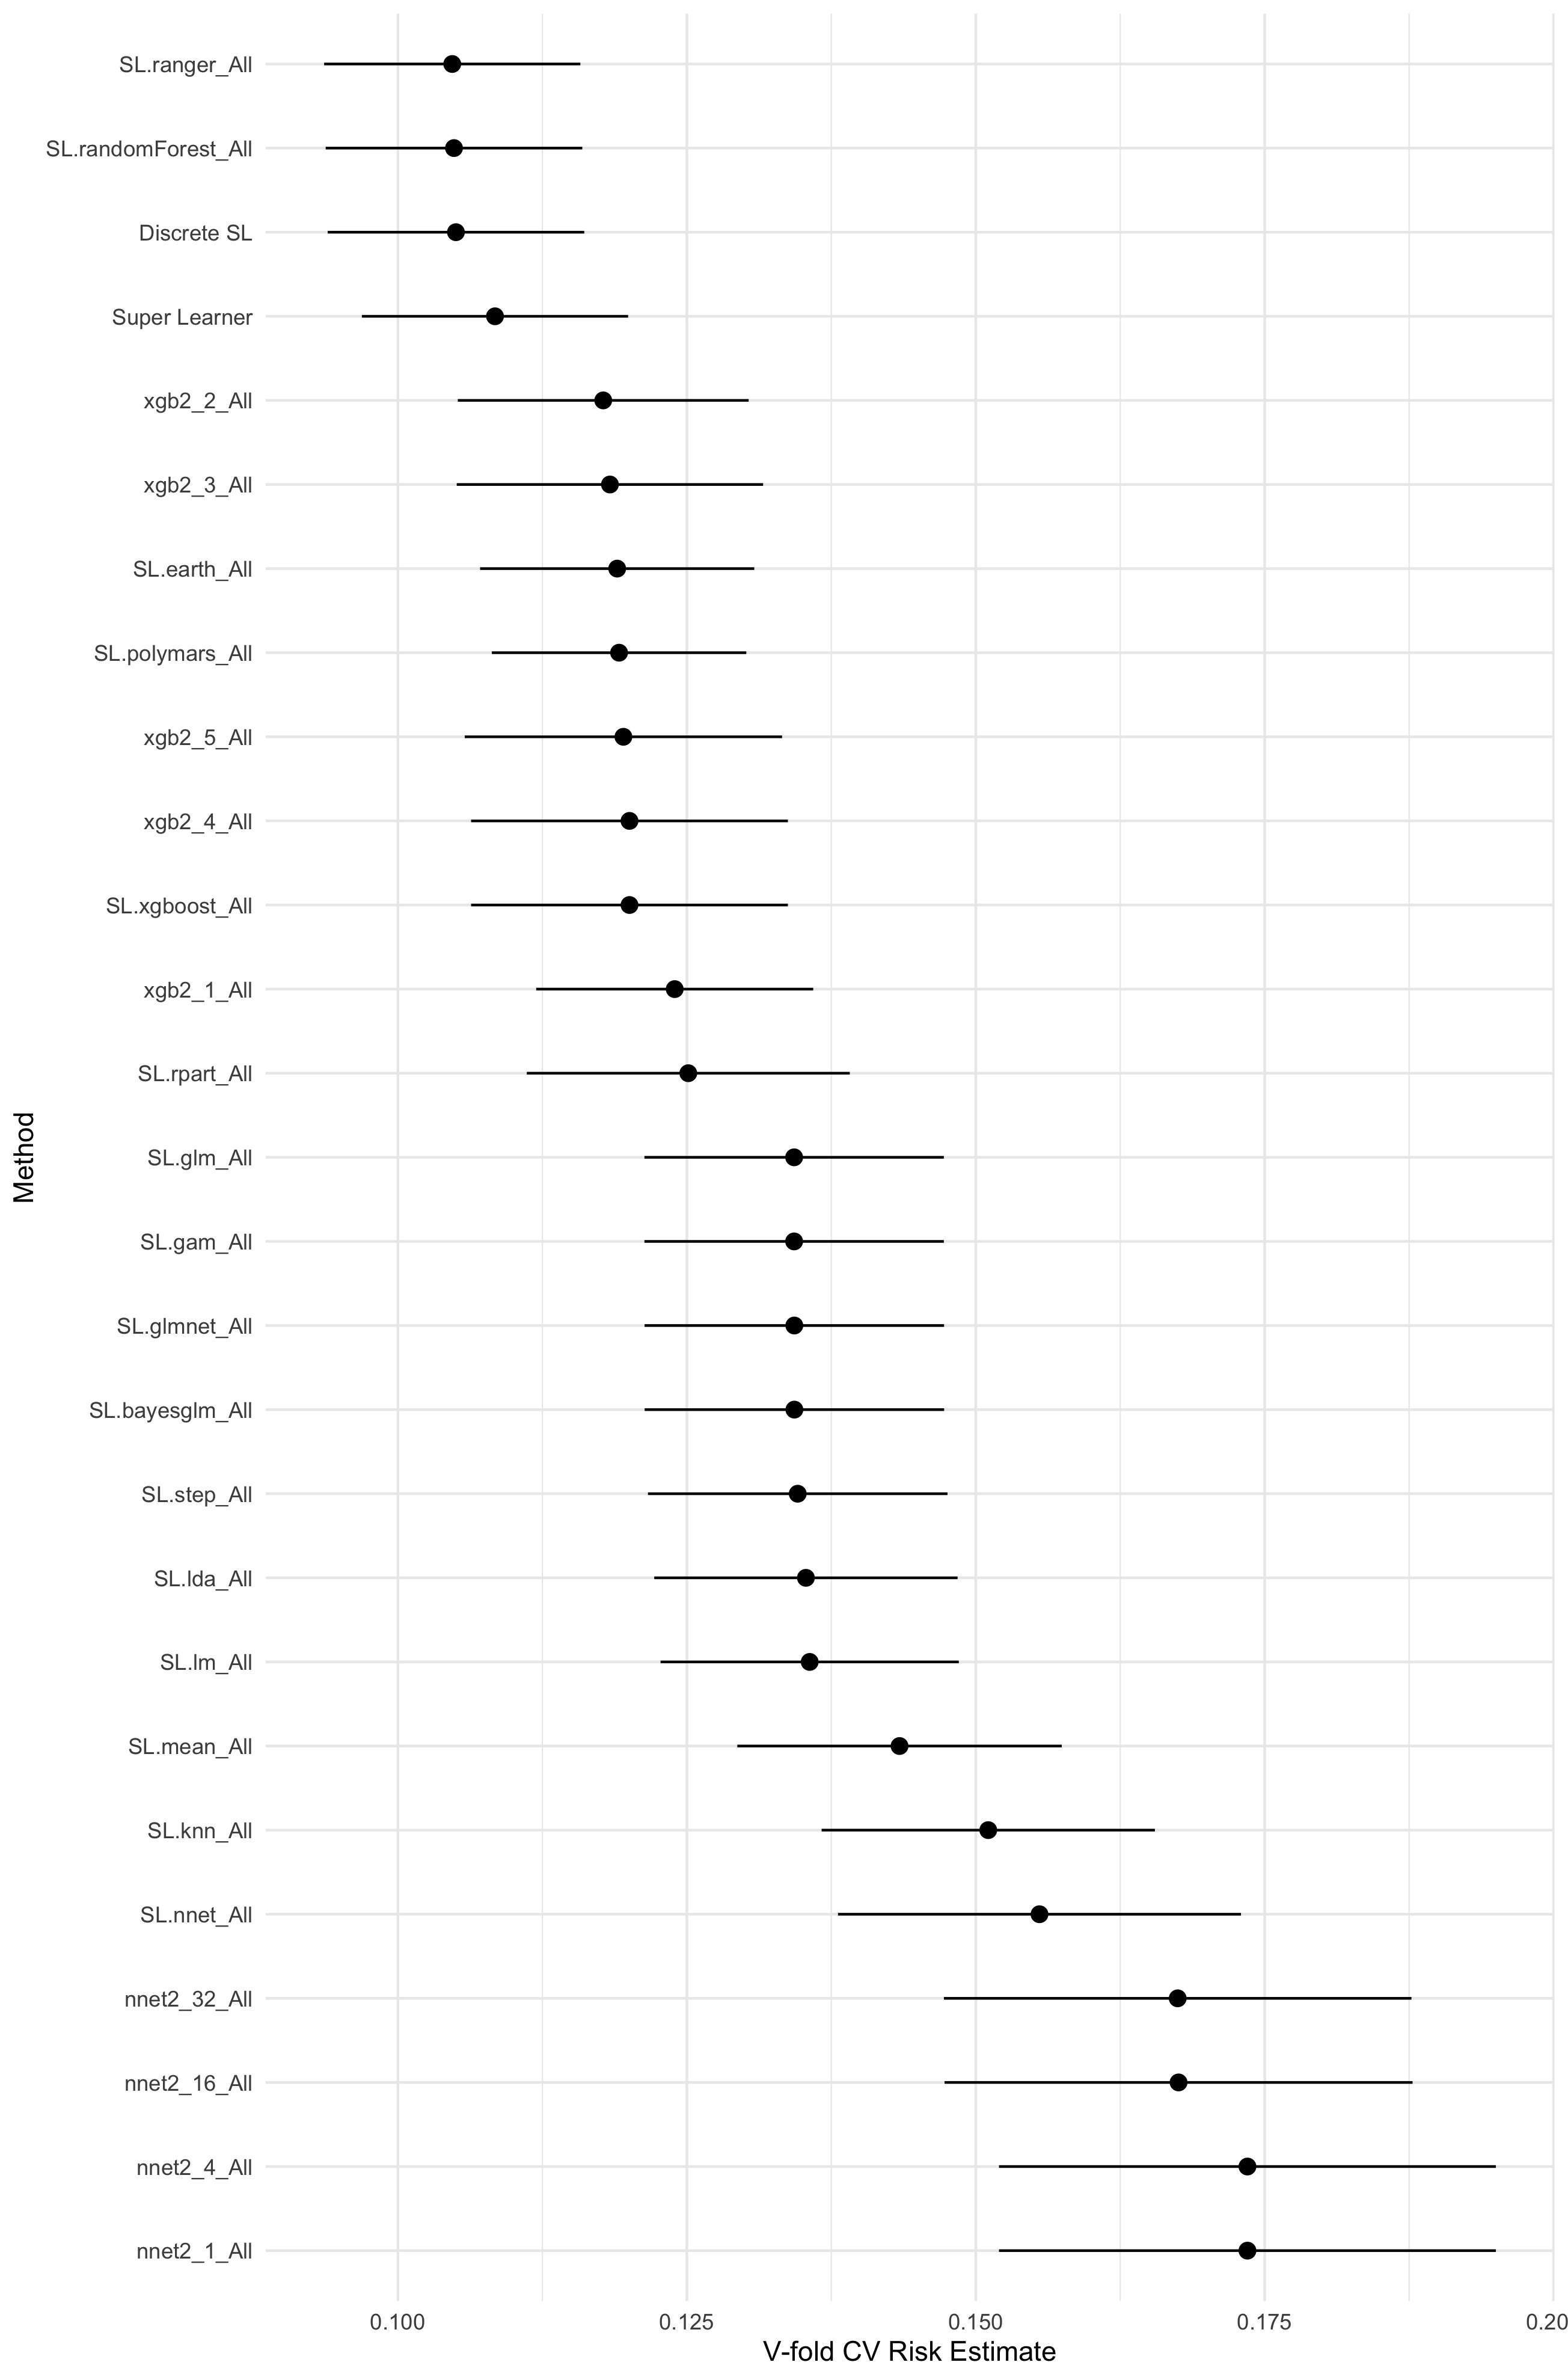 SL.ranger_All
SL.randomForest_All
Discrete SL
Super Learner
xgb2_2_All
xgb2_3_All
SL.earth_All
SL.polymars_All
xgb2_5_All
xgb2_4_All
SL.xgboost_All
xgb2_1_All
SL.rpart_All
Method
SL.glm_All
SL.gam_All
SL.glmnet_All
SL.bayesglm_All
SL.step_All
SL.lda_All
SL.lm_All
SL.mean_All
SL.knn_All
SL.nnet_All
nnet2_32_All
nnet2_16_All
nnet2_4_All
nnet2_1_All
0.100 0.125 0.150 0.175 0.20
V-fold CV Risk Estimate